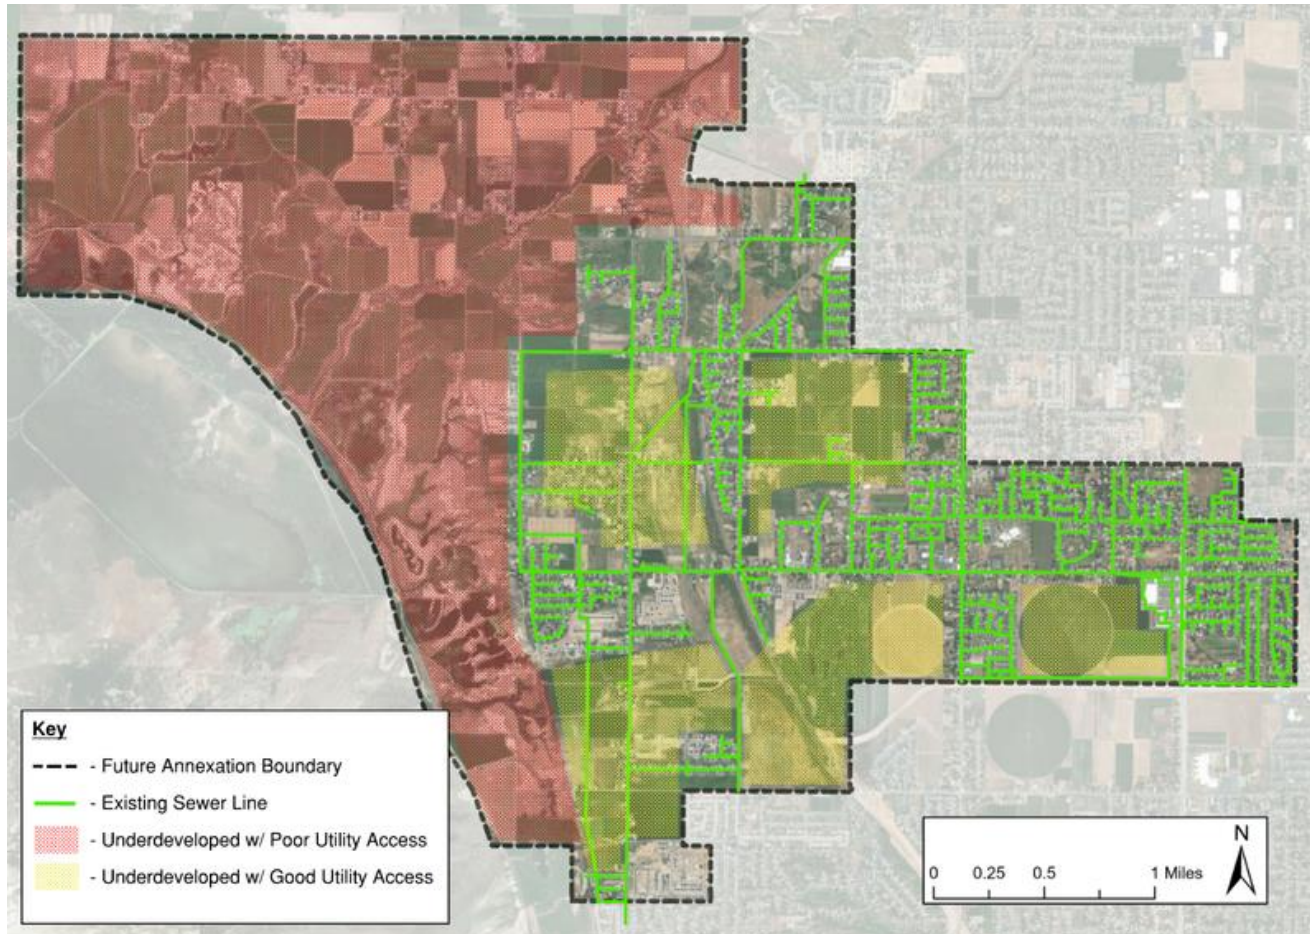 Key
- Future Annexation Boundary
- Existing Sewer Line
- Underdeveloped w/ Poor Utility Access
- Underdeveloped w/ Good Utility Access
N
0 0.25 0.5 1 Miles